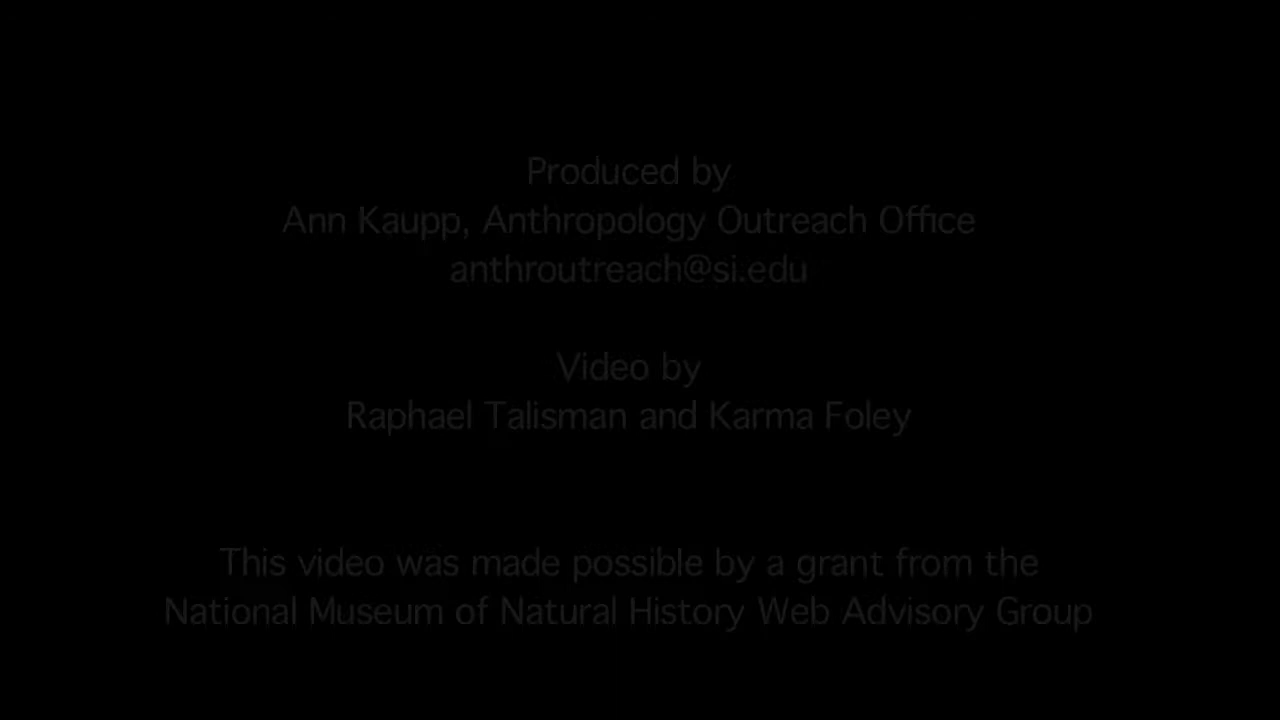 Produced by
Ann Kaupp, Anthropology Outreach Office
anthroutreach@si.edu
Video by
Raphael Talisman and Karma Foley
This video was made possible by a grant from the
National Museum of Natural History Web Advisory Group